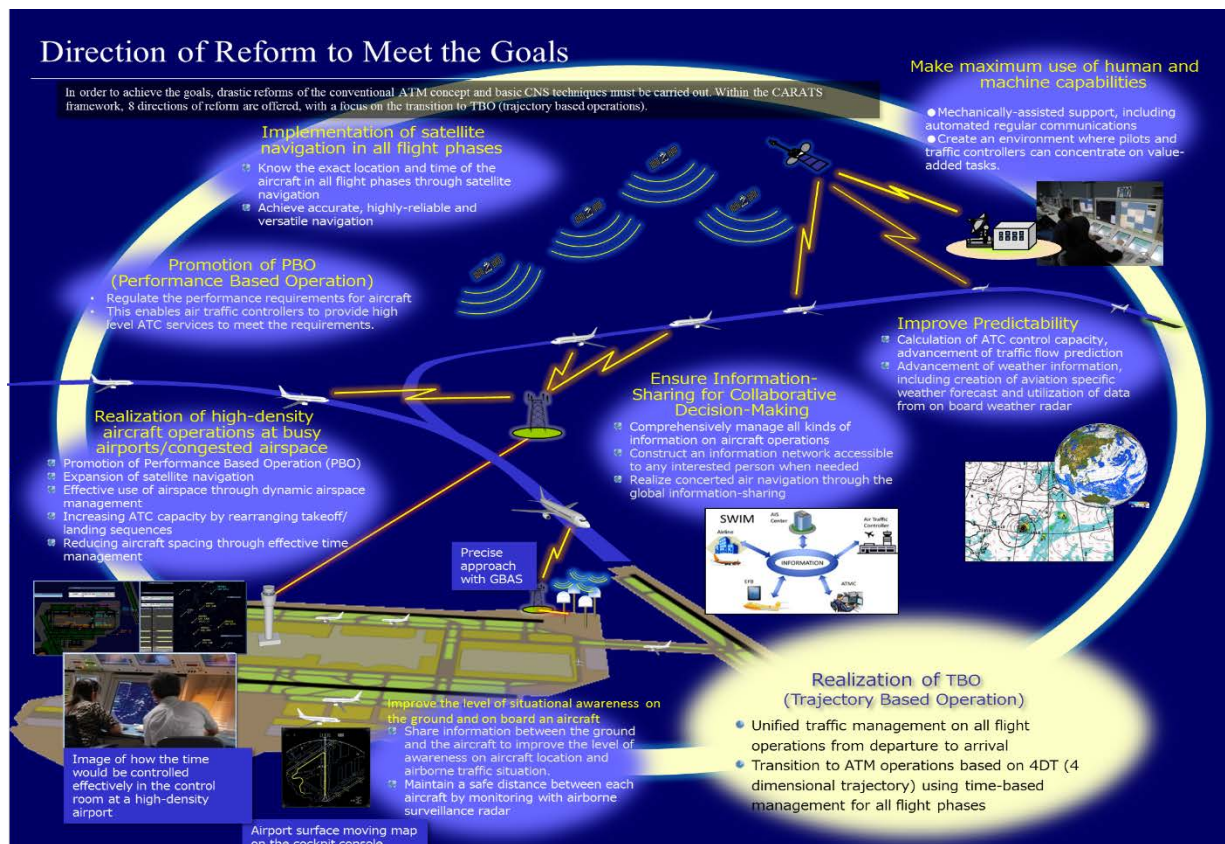 Direction of Reform to Meet the Goals
In order to achieve the goals, drastic reforms of the conventional ATM concept and basic CNS techniques must be carried out. Within the CARATS
framework, 8 directions of reform are offered, with a focus on the transition to TBO (trajectory based operations).
Make maximum use of human and
machine capabilities
●Mechanically-assisted support, including
automated regular communications
●Create an environment where pilots and
traffic controllers can concentrate on value-
added tasks.
Implementation of satellite
navigation in all flight phases
Know the exact location and time of the
aircraft in all flight phases through satellite
navigation
Achieve accurate, highly-reliable and
versatile navigation
Promotion of PBO
(Performance Based Operation)
• Regulate the performance requirements for aircraft
• This enables air traffic controllers to provide high
level ATC services to meet the requirements.
Improve Predictability
Calculation of ATC control capacity,
advancement of traffic flow prediction
Advancement of weather information,
including creation of aviation specific
weather forecast and utilization of data
from on board weather radar
Ensure Information-
Sharing for Collaborative
Decision-Making
Comprehensively manage all kinds of
information on aircraft operations
Construct an information network accessible
to any interested person when needed
Realize concerted air navigation through the
global information-sharing
Realization of high-density
aircraft operations at busy
airports/congested airspace
Promotion of Performance Based Operation (PBO)
Expansion of satellite navigation
Effective use of airspace through dynamic airspace
management
Increasing ATC capacity by rearranging takeoff/
landing sequences
Reducing aircraft spacing through effective time
management
Precise
approach
with GBAS
SWIM
Airline
AIS
Center
Air Traffic
Controller
INFORMATION
EFB
ATMC
Realization of TBO
(Trajectory Based Operation)
Unified traffic management on all flight
operations from departure to arrival
Transition to ATM operations based on 4DT (4
dimensional trajectory) using time-based
management for all flight phases
Improve the level of situational awareness on
the ground and on board an aircraft
Share information between the ground
and the aircraft to improve the level of
awareness on aircraft location and
airborne traffic situation.
Maintain a safe distance between each
aircraft by monitoring with airborne
surveillance radar
Image of how the time
would be controlled
effectively in the control
room at a high-density
airport
Airport surface moving map
on the cockpit console